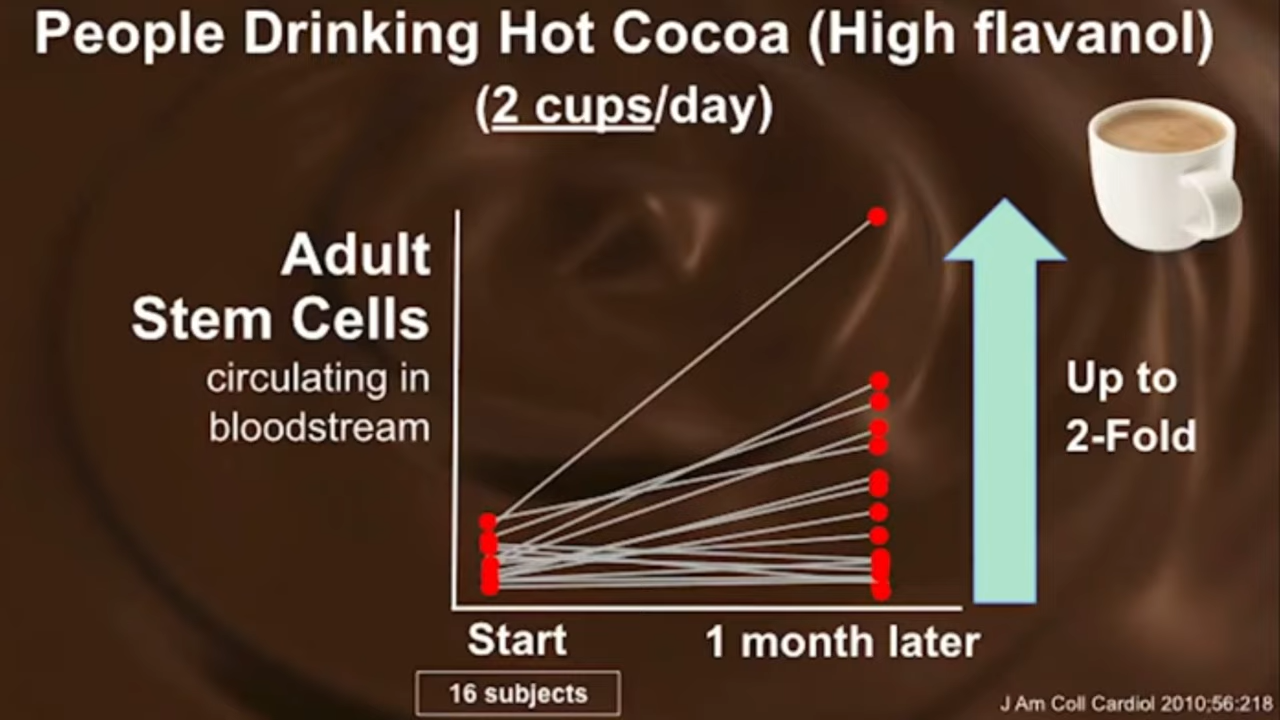 People Drinking Hot Cocoa (High flavanol)
(2 cups/day)
Adult
Stem Cells
circulating in
bloodstream
Up to
2-Fold
Start
1 month later
16 subjects
J Am Coll Cardiol 2010;56:218